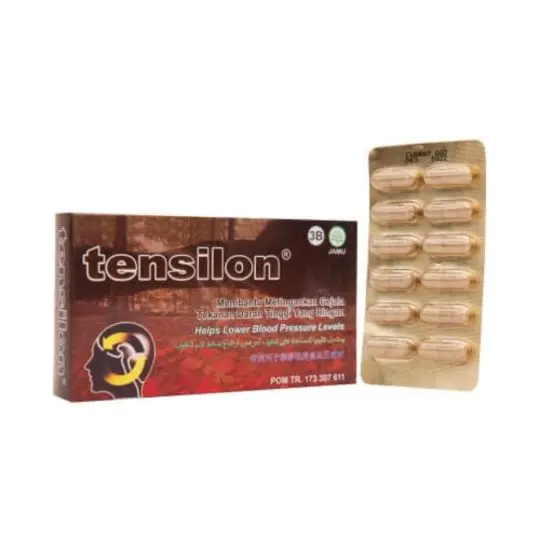 tensilon®
3B
JAMU
Membantu Meringankan Gejala
Tekanan Darah Tinggi Yang Ringan
Helps Lower Blood Pressure Levels
POM TR. 173 307 611
tensilon®